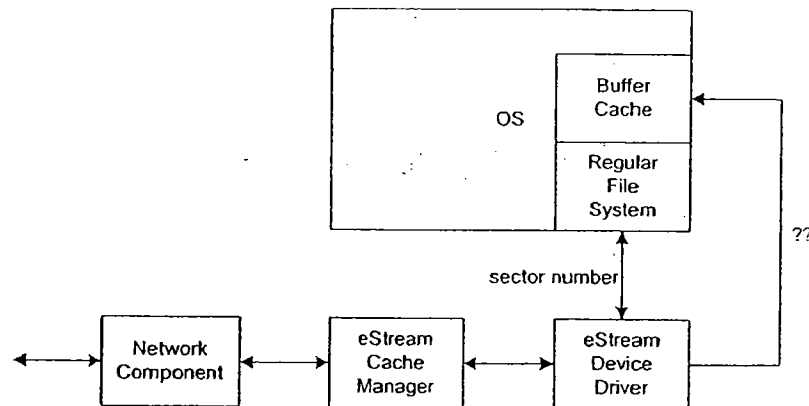 Buffer
Cache
OS
Regular
File
System
??
sector number
Network
Component
eStream
Cache
Manager
eStream
Device
Driver